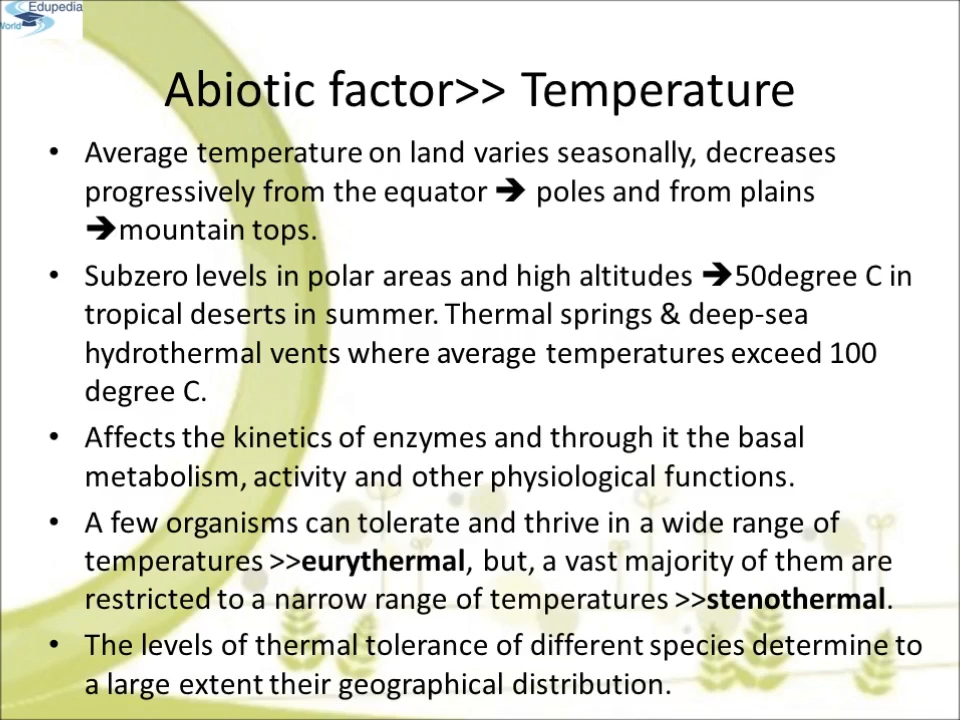 Edupedia
World
Abiotic factor>> Temperature
• Average temperature on land varies seasonally, decreases
progressively from the equator ➔ poles and from plains
➔mountain tops.
• Subzero levels in polar areas and high altitudes ➔50degree C in
tropical deserts in summer. Thermal springs & deep-sea
hydrothermal vents where average temperatures exceed 100
degree C.
• Affects the kinetics of enzymes and through it the basal
metabolism, activity and other physiological functions.
• A few organisms can tolerate and thrive in a wide range of
temperatures >>eurythermal, but, a vast majority of them are
restricted to a narrow range of temperatures >>stenothermal.
• The levels of thermal tolerance of different species determine to
a large extent their geographical distribution.